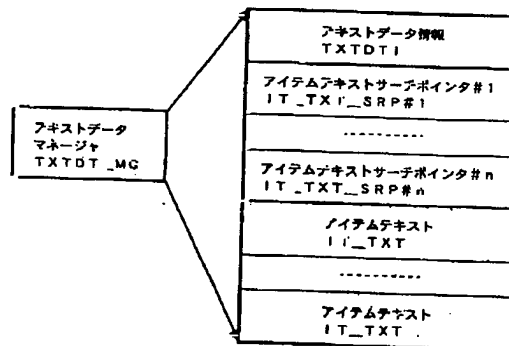 テキストデータ
マネージャ
TXTDT_MG
テキストデータ情報
TXTDTI
アイテムテキストサーチポインタ#1
IT_TXT_SRP#1
----------
アイテムテキストサーチポインタ#n
IT_TXT_SRP#n
アイテムテキスト
IT_TXT
----------
アイテムテキスト
IT_TXT